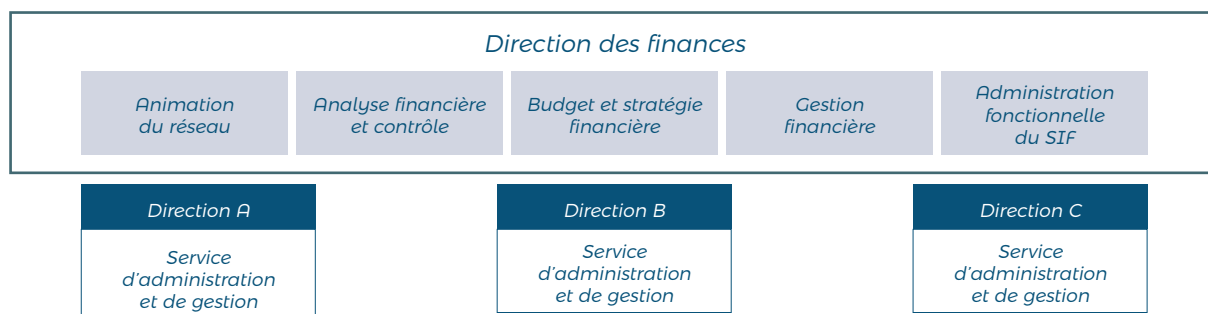 Direction des finances
Animation
du réseau
Analyse financière
et contrôle
Budget et stratégie
financière
Gestion
financière
Administration
fonctionnelle
du SIF
Direction A
Service
d'administration
et de gestion
Direction B
Service
d'administration
et de gestion
Direction C
Service
d'administration
et de gestion